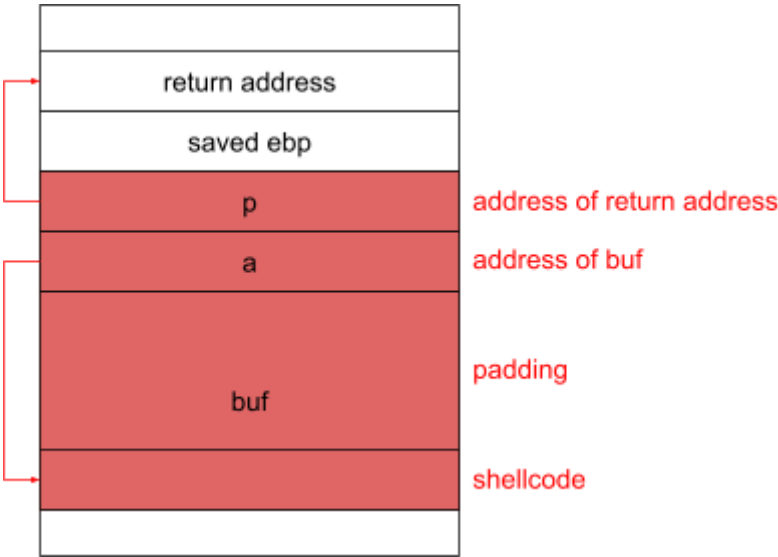 return address
saved ebp
p
address of return address
a
address of buf
padding
buf
shellcode